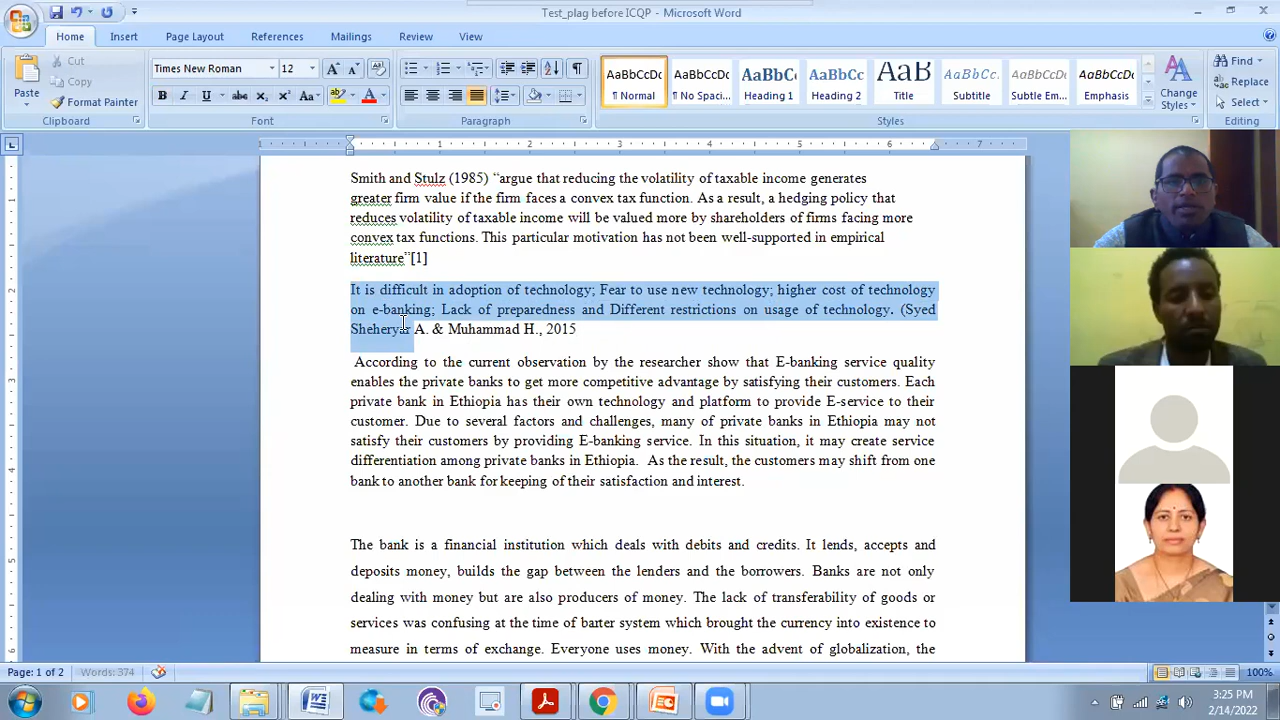 Test_plag before ICQP - Microsoft Word
Home Insert Page Layout References Mailings Review View
Paste
Cut
Copy
Format Painter
Clipboard
Times New Roman 12
Font
Paragraph
AaBbCcDc AaBbCcDc AaBbC AaBbCc AaB AaBbCc. AaBbCcDc AaBbCcDc
¶ Normal ¶ No Spaci... Heading 1 Heading 2 Title Subtitle Subtle Em... Emphasis
Change Styles
Styles
Find
Replace
Select
Editing
Smith and Stulz (1985) “argue that reducing the volatility of taxable income generates
greater firm value if the firm faces a convex tax function. As a result, a hedging policy that
reduces volatility of taxable income will be valued more by shareholders of firms facing more
convex tax functions. This particular motivation has not been well-supported in empirical
literature”[1]
It is difficult in adoption of technology; Fear to use new technology; higher cost of technology
on e-banking; Lack of preparedness and Different restrictions on usage of technology. (Syed
Sheheryar A. & Muhammad H., 2015
According to the current observation by the researcher show that E-banking service quality
enables the private banks to get more competitive advantage by satisfying their customers. Each
private bank in Ethiopia has their own technology and platform to provide E-service to their
customer. Due to several factors and challenges, many of private banks in Ethiopia may not
satisfy their customers by providing E-banking service. In this situation, it may create service
differentiation among private banks in Ethiopia. As the result, the customers may shift from one
bank to another bank for keeping of their satisfaction and interest.
The bank is a financial institution which deals with debits and credits. It lends, accepts and
deposits money, builds the gap between the lenders and the borrowers. Banks are not only
dealing with money but are also producers of money. The lack of transferability of goods or
services was confusing at the time of barter system which brought the currency into existence to
measure in terms of exchange. Everyone uses money. With the advent of globalization, the
Page: 1 of 2 Words: 374 100%
3:25 PM
2/14/2022